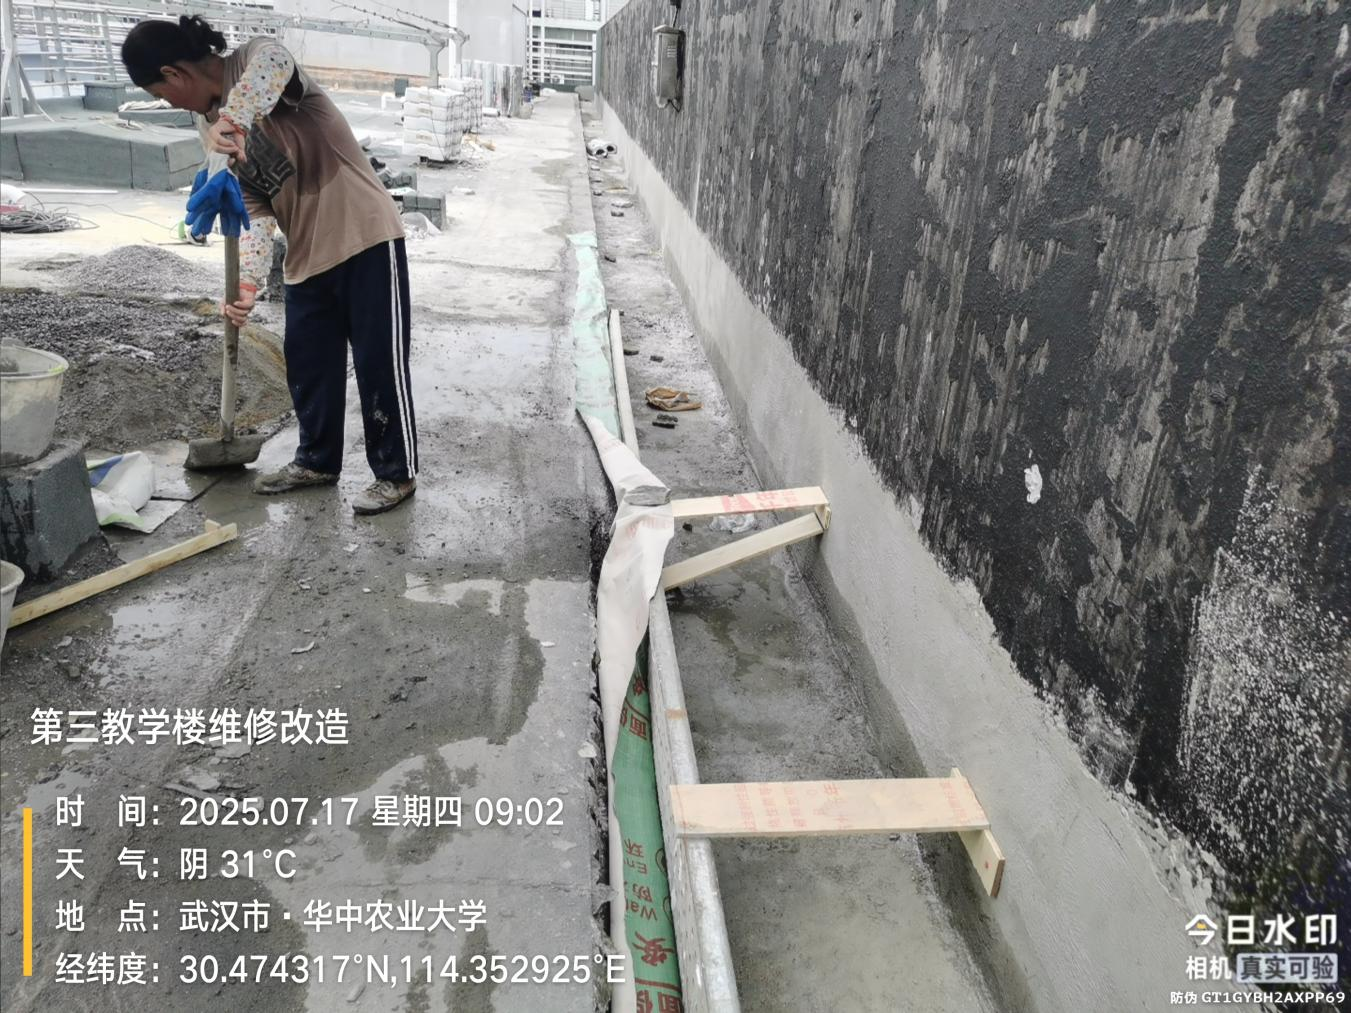 第三教学楼维修改造
时 间：2025.07.17 星期四 09:02
天 气：阴 31°C
地 点：武汉市·华中农业大学
经纬度：30.474317°N,114.352925°E
今日水印
相机 真实可验
防伪 GT1GYBH2AXPP69